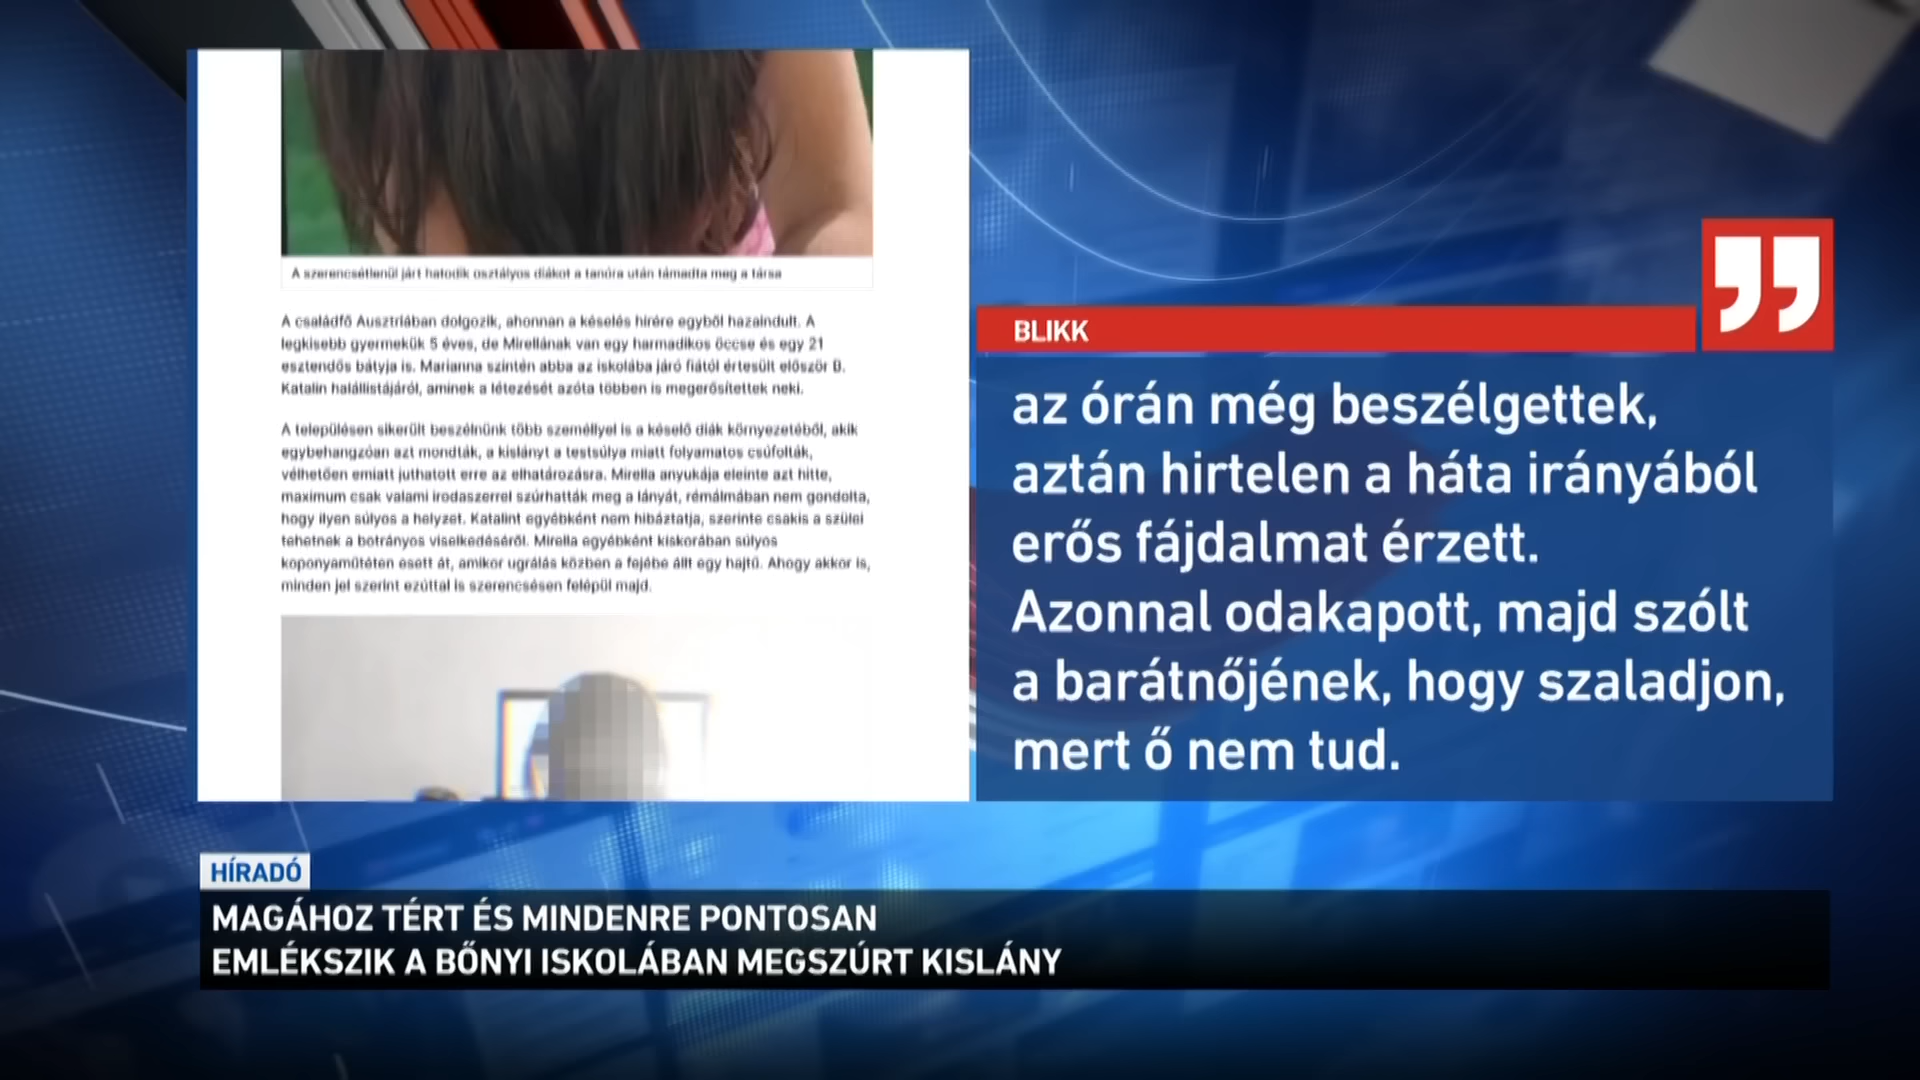 A szerencsétlenül járt hatodik osztályos diákot a tanóra után támadta meg a társa
A családfő Ausztriában dolgozik, ahonnan a késelés hírére egyből hazaindult. A
legkisebb gyermekük 5 éves, de Mirellának van egy harmadikos öccse és egy 21
esztendős bátyja is. Marianna szintén abba az iskolába járó fiától értesült először B.
Katalin halállistájáról, aminek a létezését azóta többen is megerősítettek neki.
A településen sikerült beszélnünk több személlyel is a késelő diák környezetéből, akik
egybehangzóan azt mondták, a kislányt a testsúlya miatt folyamatos csúfolták,
vélhetően emiatt juthatott erre az elhatározásra. Mirella anyukája eleinte azt hitte,
maximum csak valami irodaszerrel szúrhatták meg a lányát, rémálmában nem gondolta,
hogy ilyen súlyos a helyzet. Katalint egyébként nem hibáztatja, szerinte csakis a szülei
tehetnek a botrányos viselkedéséről. Mirella egyébként kiskorában súlyos
koponyaműtéten esett át, amikor ugrálás közben a fejébe állt egy hajtű. Ahogy akkor is,
minden jel szerint ezúttal is szerencsésen felépül majd.
BLIKK
az órán még beszélgettek,
aztán hirtelen a háta irányából
erős fájdalmat érzett.
Azonnal odakapott, majd szólt
a barátnőjének, hogy szaladjon,
mert ő nem tud.
HÍRADÓ
MAGÁHOZ TÉRT ÉS MINDENRE PONTOSAN
EMLÉKSZIK A BŐNYI ISKOLÁBAN MEGSZÚRT KISLÁNY